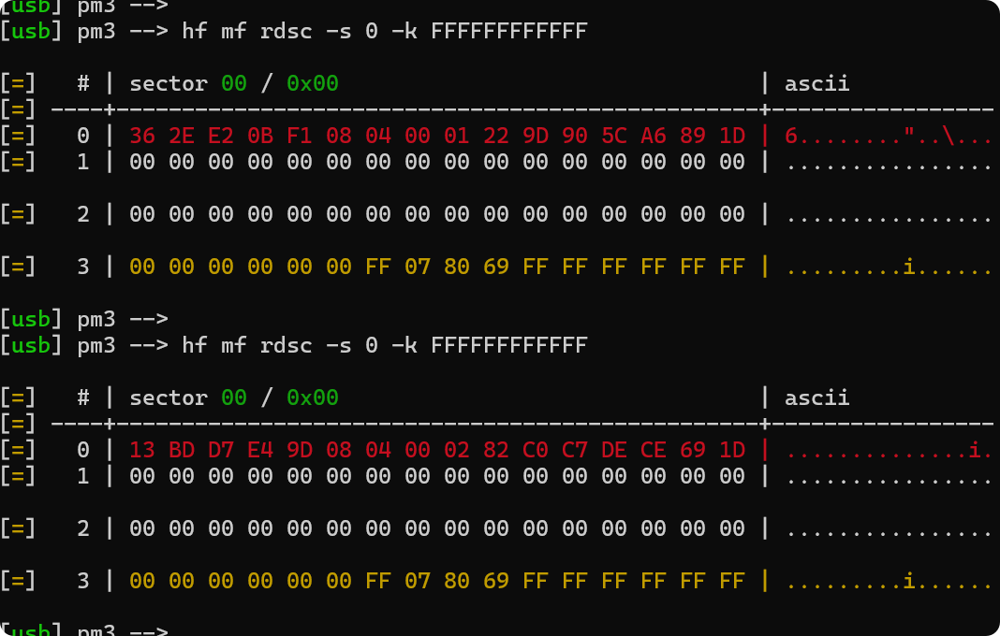 [usb] pm3 -->
[usb] pm3 --> hf mf rdsc -s 0 -k FFFFFFFFFFFF
[=]   # | sector 00 / 0x00                                | ascii
[=] ----+-------------------------------------------------+-----------------
[=]   0 | 36 2E E2 0B F1 08 04 00 01 22 9D 90 5C A6 89 1D | 6........"..\...
[=]   1 | 00 00 00 00 00 00 00 00 00 00 00 00 00 00 00 00 | ................
[=]   2 | 00 00 00 00 00 00 00 00 00 00 00 00 00 00 00 00 | ................
[=]   3 | 00 00 00 00 00 00 FF 07 80 69 FF FF FF FF FF FF | .........i......
[usb] pm3 -->
[usb] pm3 --> hf mf rdsc -s 0 -k FFFFFFFFFFFF
[=]   # | sector 00 / 0x00                                | ascii
[=] ----+-------------------------------------------------+-----------------
[=]   0 | 13 BD D7 E4 9D 08 04 00 02 82 C0 C7 DE CE 69 1D | ..............i.
[=]   1 | 00 00 00 00 00 00 00 00 00 00 00 00 00 00 00 00 | ................
[=]   2 | 00 00 00 00 00 00 00 00 00 00 00 00 00 00 00 00 | ................
[=]   3 | 00 00 00 00 00 00 FF 07 80 69 FF FF FF FF FF FF | .........i......
[usb] pm3 -->